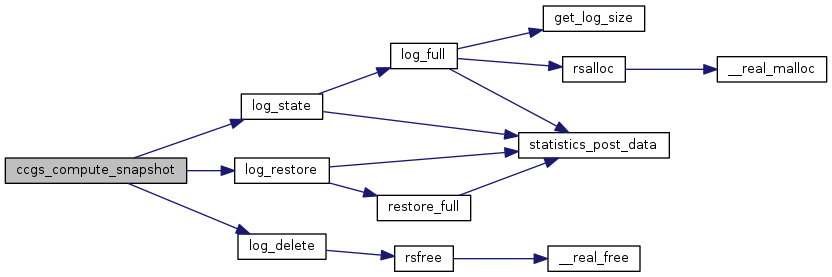 get_log_size
log_full
rsalloc
__real_malloc
log_state
statistics_post_data
ccgs_compute_snapshot
log_restore
restore_full
log_delete
rsfree
__real_free